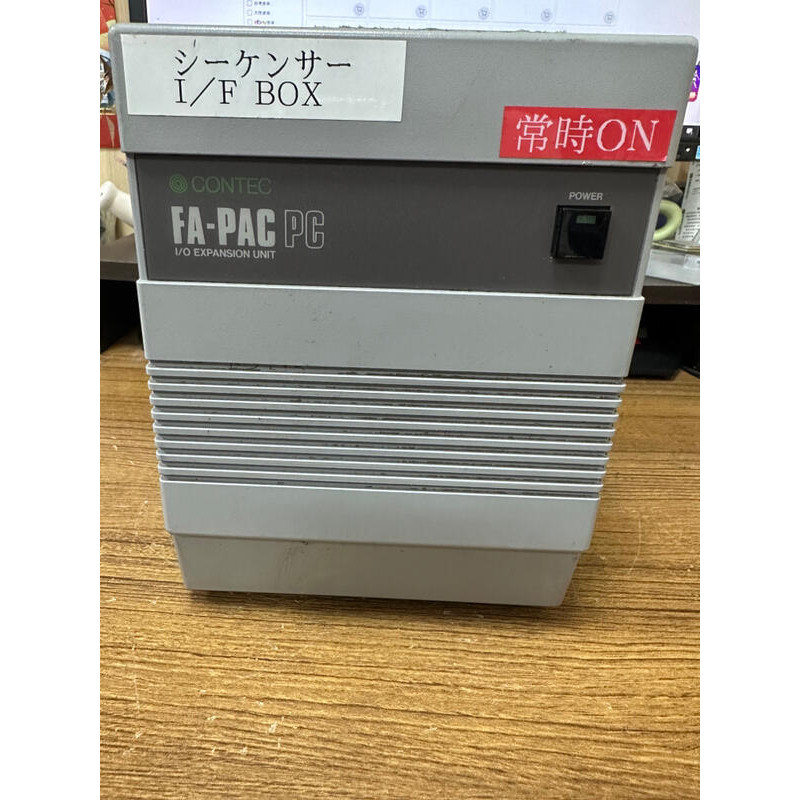 シーケンサー
I/F BOX
常時ON
CONTEC
FA-PAC PC
I/O EXPANSION UNIT
POWER